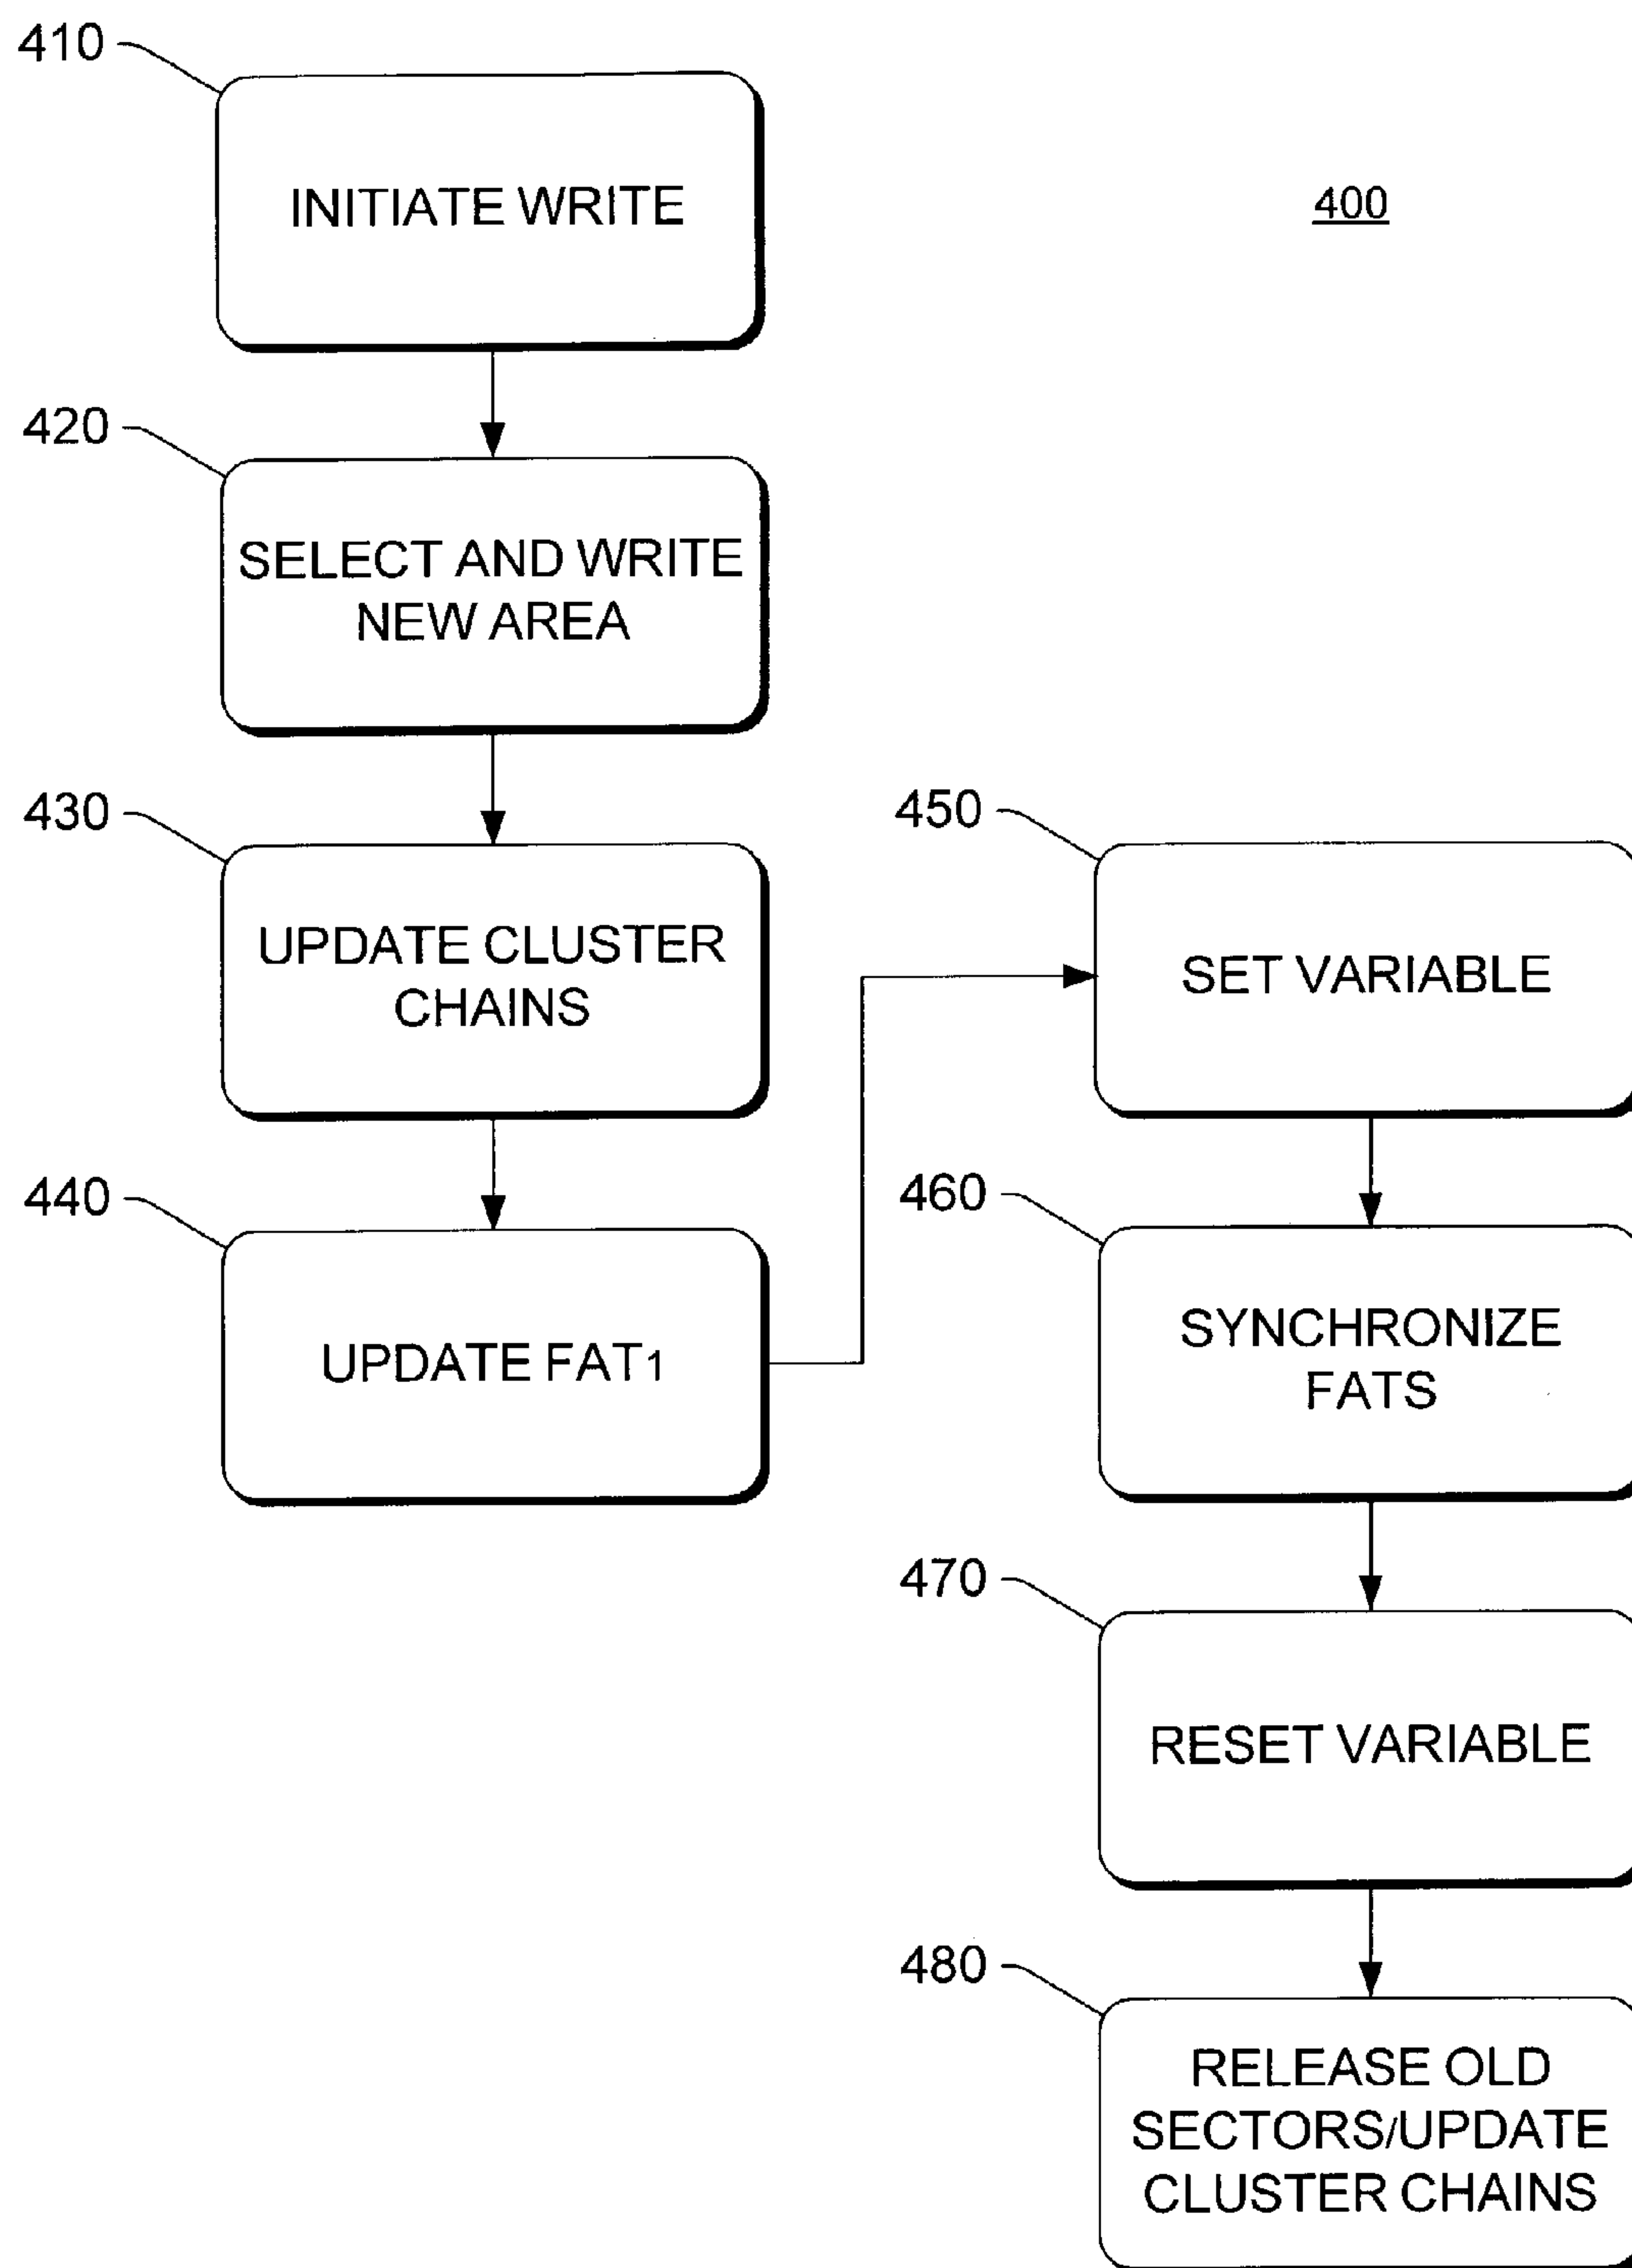 400
410
INITIATE WRITE
420
SELECT AND WRITE
NEW AREA
430
UPDATE CLUSTER
CHAINS
440
UPDATE FAT1
450
SET VARIABLE
460
SYNCHRONIZE
FATS
470
RESET VARIABLE
480
RELEASE OLD
SECTORS/UPDATE
CLUSTER CHAINS